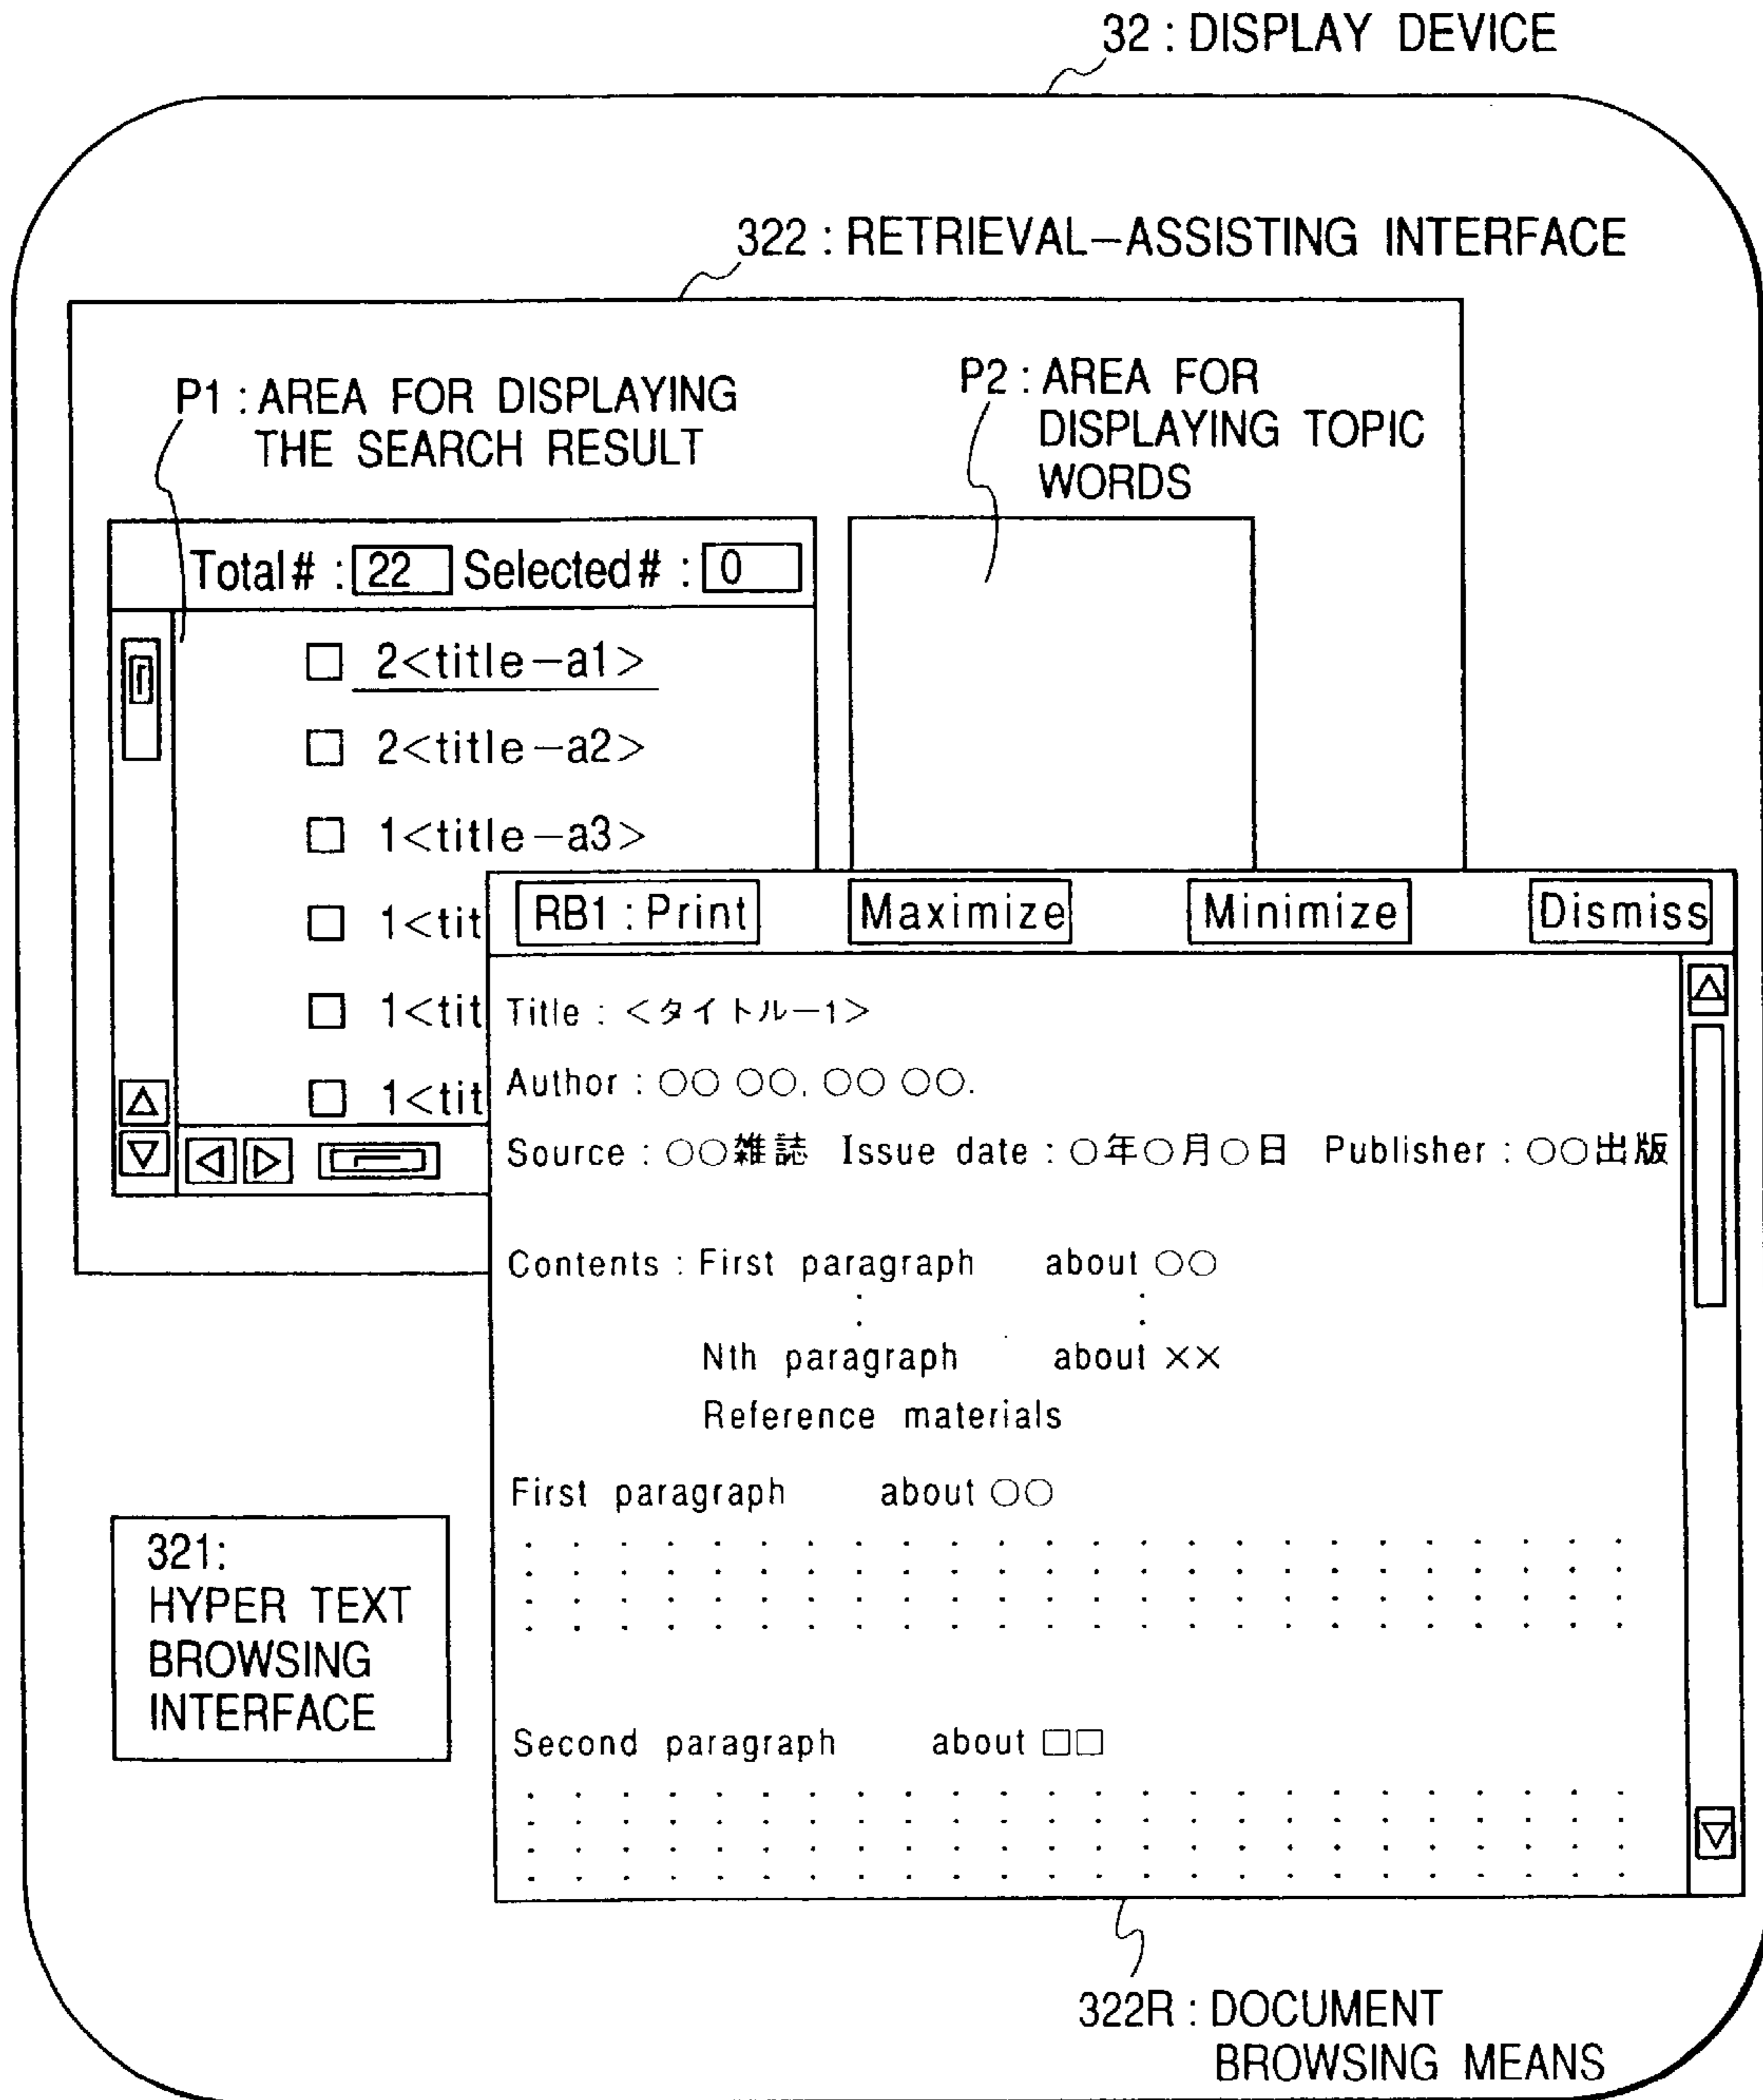 32 : DISPLAY DEVICE
322 : RETRIEVAL–ASSISTING INTERFACE
P1 : AREA FOR DISPLAYING
THE SEARCH RESULT
P2 : AREA FOR
DISPLAYING TOPIC
WORDS
Total# : 22 Selected# : 0
□ 2<title–a1>
□ 2<title–a2>
□ 1<title–a3>
□ 1<tit
□ 1<tit
□ 1<tit
RB1 : Print Maximize Minimize Dismiss
Title : <タイトル–1>
Author : ○○ ○○, ○○ ○○.
Source : ○○雑誌 Issue date : ○年○月○日 Publisher : ○○出版
Contents : First paragraph about ○○
Nth paragraph about ××
Reference materials
First paragraph about ○○
Second paragraph about □□
321:
HYPER TEXT
BROWSING
INTERFACE
322R : DOCUMENT
BROWSING MEANS